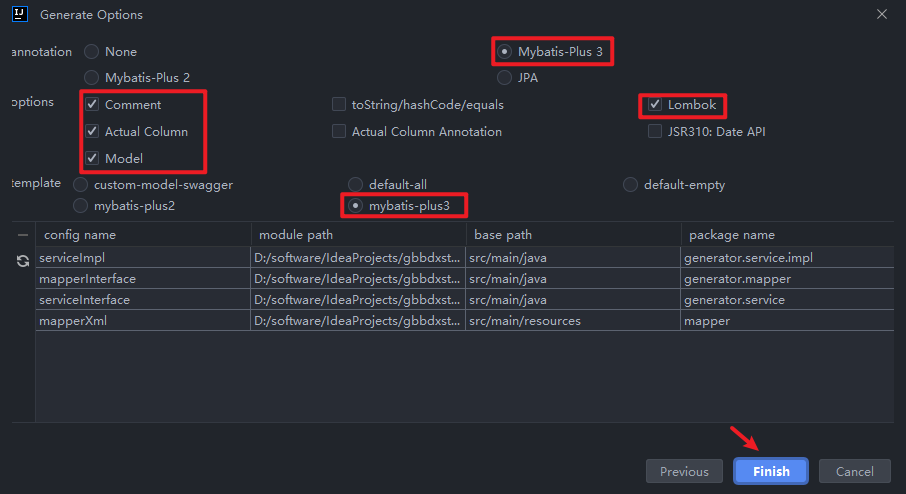 IJ Generate Options
annotation None Mybatis-Plus 3
Mybatis-Plus 2 JPA
options Comment toString/hashCode/equals Lombok
Actual Column Actual Column Annotation JSR310: Date API
Model
template custom-model-swagger default-all default-empty
mybatis-plus2 mybatis-plus3
config name module path base path package name
serviceImpl D:/software/IdeaProjects/gbbdxst... src/main/java generator.service.impl
mapperInterface D:/software/IdeaProjects/gbbdxst... src/main/java generator.mapper
serviceInterface D:/software/IdeaProjects/gbbdxst... src/main/java generator.service
mapperXml D:/software/IdeaProjects/gbbdxst... src/main/resources mapper
Previous Finish Cancel